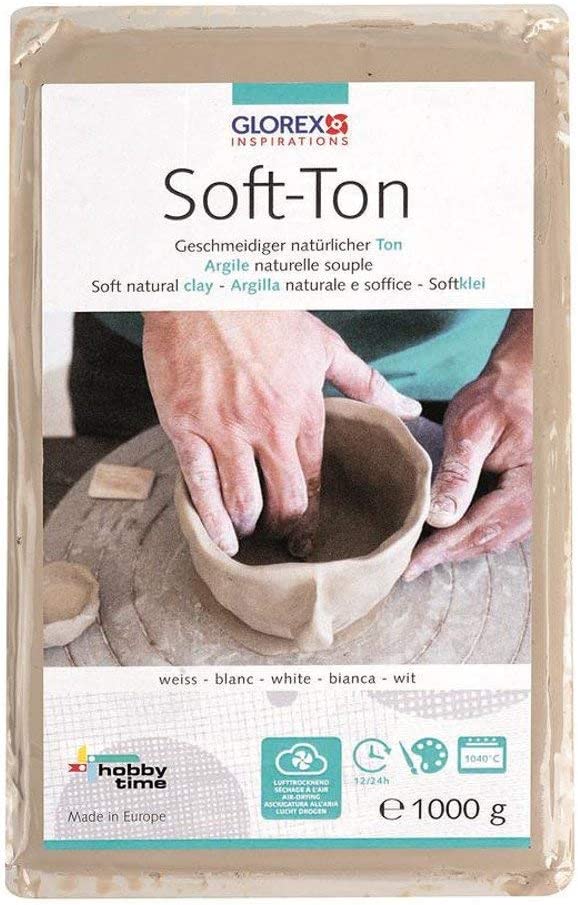 GLOREX
INSPIRATIONS
Soft-Ton
Geschmeidiger natürlicher Ton
Argile naturelle souple
Soft natural clay - Argilla naturale e soffice - Softklei
weiss - blanc - white - bianca - wit
hobby
time
Made in Europe
LUFTTROCKNEND
SÉCHAGE À L'AIR
AIR-DRYING
ASCIUGATURA ALL'ARIA
LUCHT DROGEN
12/24h
1040°C
℮ 1000 g